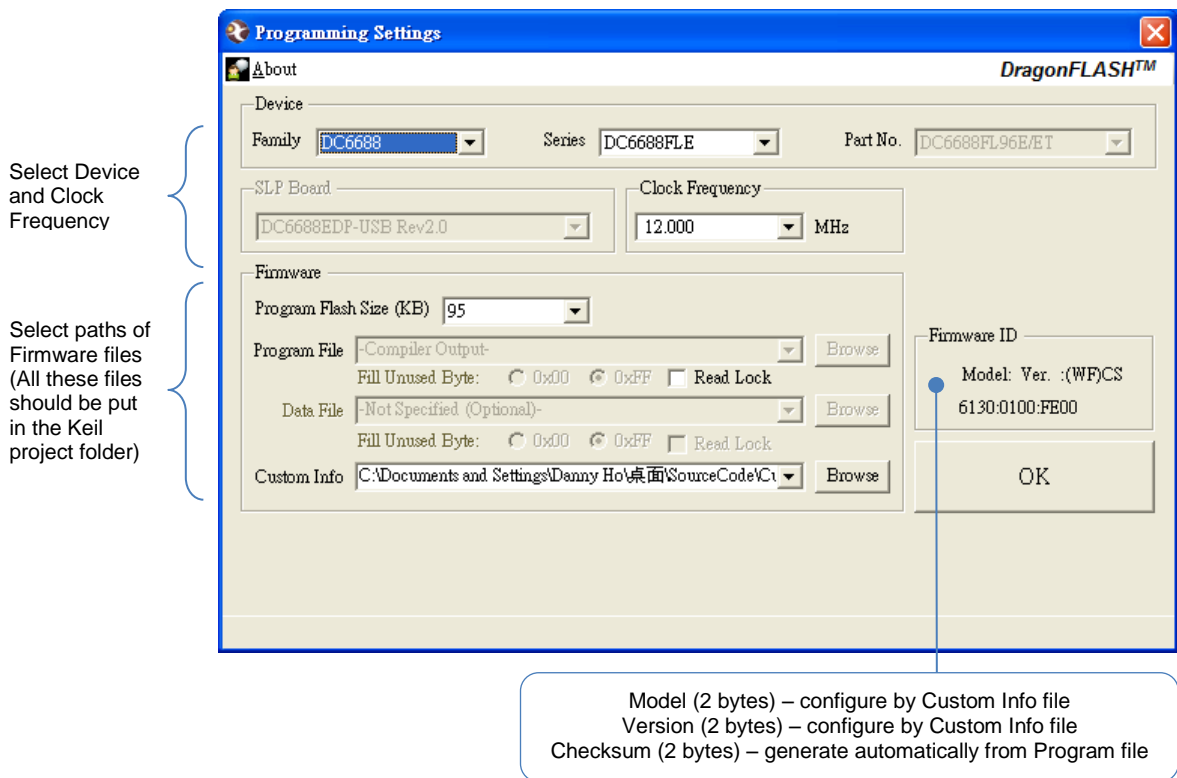 Programming Settings
About
DragonFLASH™
Device
Family DC6688 Series DC6688FLE Part No. DC6688FL96E/ET
Select Device
and Clock
Frequency
SLP Board
DC6688EDP-USB Rev2.0
Clock Frequency
12.000 MHz
Firmware
Program Flash Size (KB) 95
Select paths of
Firmware files
(All these files
should be put
in the Keil
project folder)
Program File -Compiler Output- Browse
Fill Unused Byte: 0x00 0xFF Read Lock
Data File -Not Specified (Optional)- Browse
Fill Unused Byte: 0x00 0xFF Read Lock
Custom Info C:\Documents and Settings\Danny Ho\桌面\SourceCode\Cu Browse
Firmware ID
Model: Ver. :(WF)CS
6130:0100:FE00
OK
Model (2 bytes) – configure by Custom Info file
Version (2 bytes) – configure by Custom Info file
Checksum (2 bytes) – generate automatically from Program file